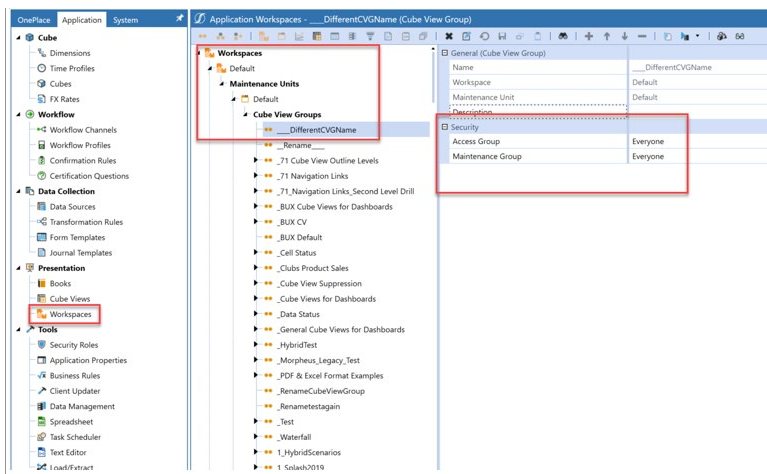 OnePlace Application System
Cube
Dimensions
Time Profiles
Cubes
FX Rates
Workflow
Workflow Channels
Workflow Profiles
Confirmation Rules
Certification Questions
Data Collection
Data Sources
Transformation Rules
Form Templates
Journal Templates
Presentation
Books
Cube Views
Workspaces
Tools
Security Roles
Application Properties
Business Rules
Client Updater
Data Management
Spreadsheet
Task Scheduler
Text Editor
Load/Extract
Application Workspaces - ____DifferentCVGName (Cube View Group)
Workspaces
Default
Maintenance Units
Default
Cube View Groups
____DifferentCVGName
__Rename____
_71 Cube View Outline Levels
_71 Navigation Links
_71_Navigation Links_Second Level Drill
_BUX Cube Views for Dashboards
_BUX CV
_BUX Default
_Cell Status
_Clubs Product Sales
_Cube View Suppression
_Cube Views for Dashboards
_Data Status
_General Cube Views for Dashboards
_HybridTest
_Morpheus_Legacy_Test
_PDF & Excel Format Examples
_RenameCubeViewGroup
_Renametestagain
_Test
_Waterfall
1_HybridScenarios
1_Splash2019
General (Cube View Group)
Name ____DifferentCVGName
Workspace Default
Maintenance Unit Default
Description
Security
Access Group Everyone
Maintenance Group Everyone